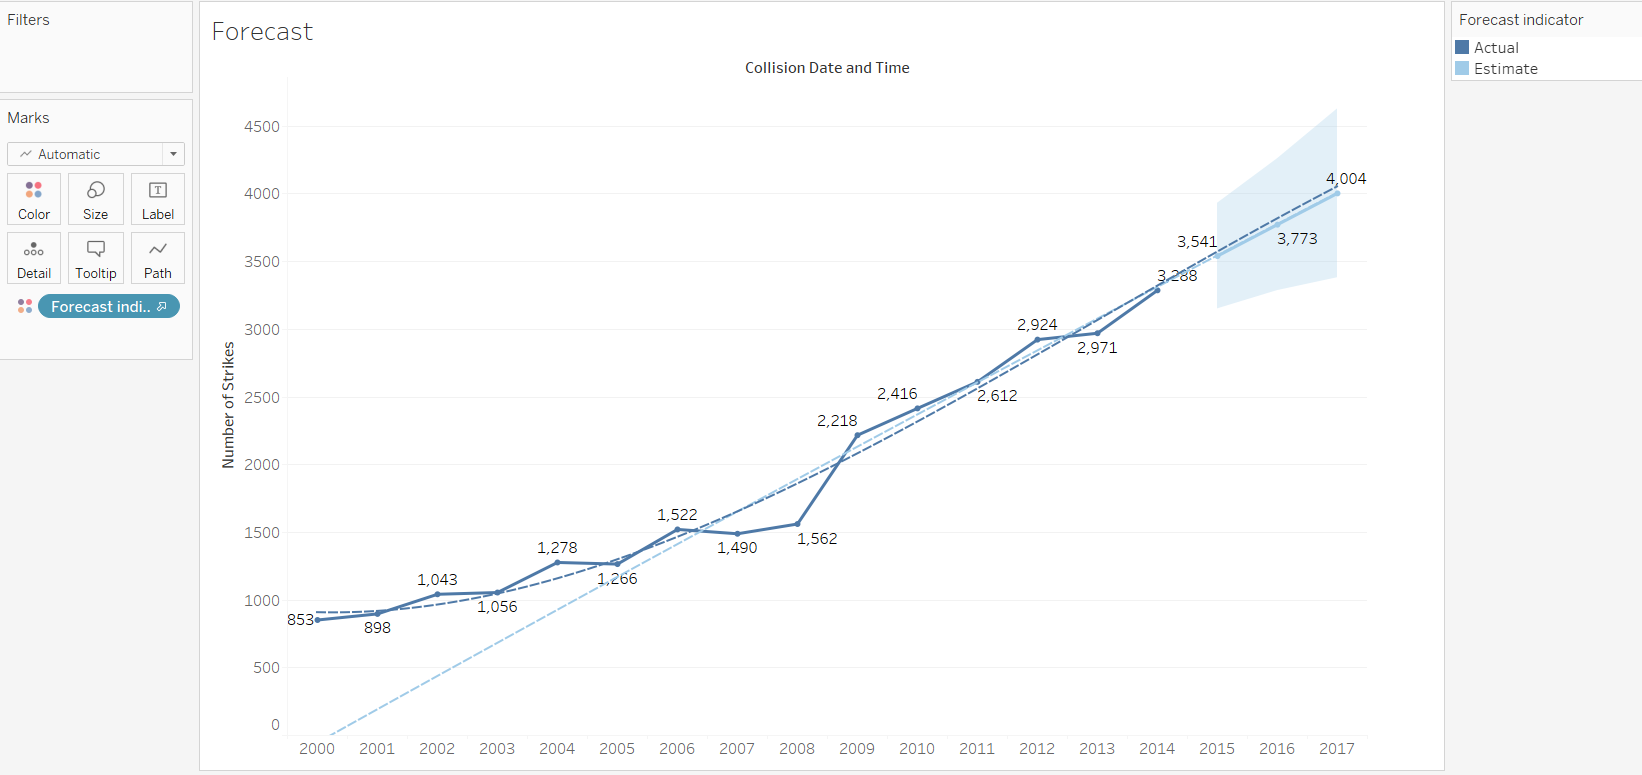 Filters
Marks
Automatic
Color
Size
Label
Detail
Tooltip
Path
Forecast indi..
Forecast
Collision Date and Time
Number of Strikes
4500
4000
3500
3000
2500
2000
1500
1000
500
0
853
898
1,043
1,056
1,278
1,266
1,522
1,490
1,562
2,218
2,416
2,612
2,924
2,971
3,288
3,541
3,773
4,004
2000 2001 2002 2003 2004 2005 2006 2007 2008 2009 2010 2011 2012 2013 2014 2015 2016 2017
Forecast indicator
Actual
Estimate